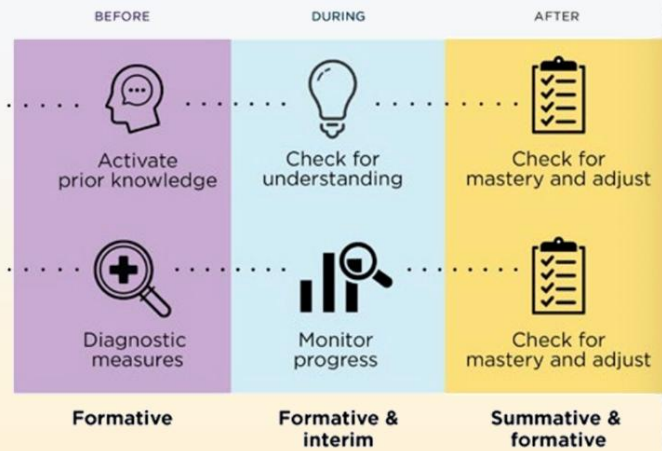 BEFORE
DURING
AFTER
Activate
prior knowledge
Check for
understanding
Check for
mastery and adjust
Diagnostic
measures
Monitor
progress
Check for
mastery and adjust
Formative
Formative &
interim
Summative &
formative